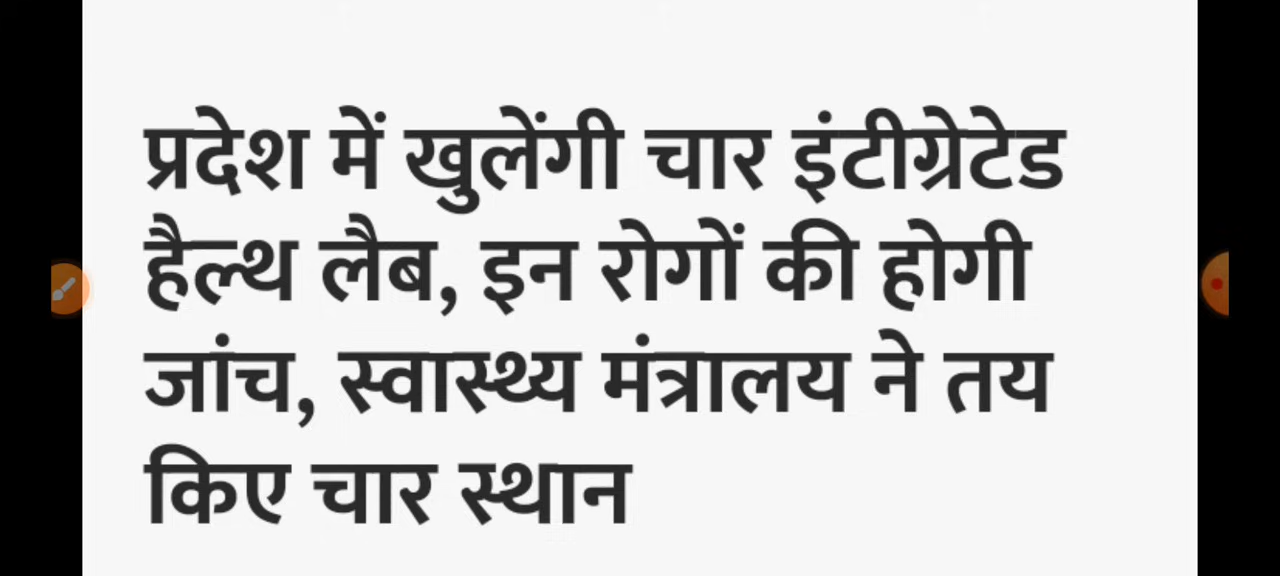 प्रदेश में खुलेंगी चार इंटीग्रेटेड
हैल्थ लैब, इन रोगों की होगी
जांच, स्वास्थ्य मंत्रालय ने तय
किए चार स्थान